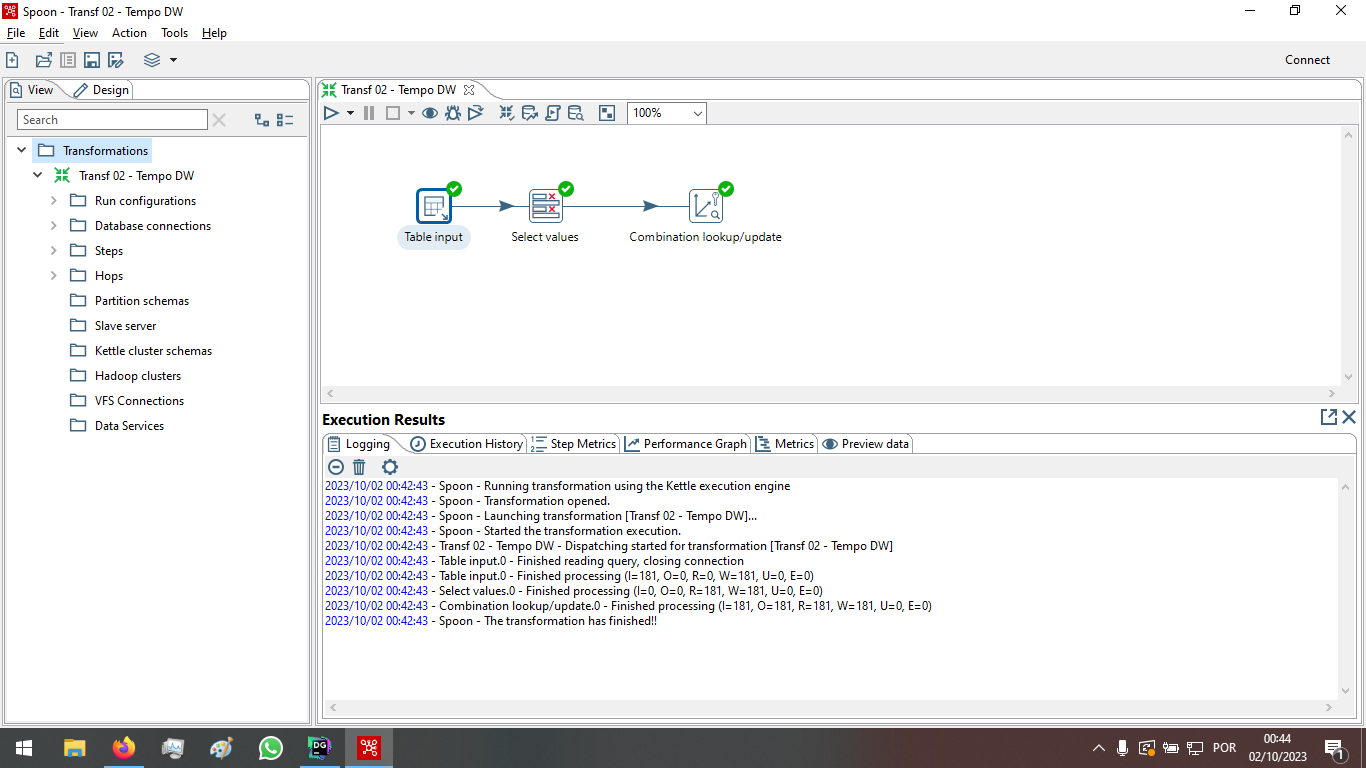 Spoon - Transf 02 - Tempo DW
File Edit View Action Tools Help
Connect
View Design
Search
Transformations
Transf 02 - Tempo DW
Run configurations
Database connections
Steps
Hops
Partition schemas
Slave server
Kettle cluster schemas
Hadoop clusters
VFS Connections
Data Services
Transf 02 - Tempo DW
100%
Table input Select values Combination lookup/update
Execution Results
Logging Execution History Step Metrics Performance Graph Metrics Preview data
2023/10/02 00:42:43 - Spoon - Running transformation using the Kettle execution engine
2023/10/02 00:42:43 - Spoon - Transformation opened.
2023/10/02 00:42:43 - Spoon - Launching transformation [Transf 02 - Tempo DW]...
2023/10/02 00:42:43 - Spoon - Started the transformation execution.
2023/10/02 00:42:43 - Transf 02 - Tempo DW - Dispatching started for transformation [Transf 02 - Tempo DW]
2023/10/02 00:42:43 - Table input.0 - Finished reading query, closing connection
2023/10/02 00:42:43 - Table input.0 - Finished processing (I=181, O=0, R=0, W=181, U=0, E=0)
2023/10/02 00:42:43 - Select values.0 - Finished processing (I=0, O=0, R=181, W=181, U=0, E=0)
2023/10/02 00:42:43 - Combination lookup/update.0 - Finished processing (I=181, O=181, R=181, W=181, U=0, E=0)
2023/10/02 00:42:43 - Spoon - The transformation has finished!!
DG
POR
00:44
02/10/2023
1